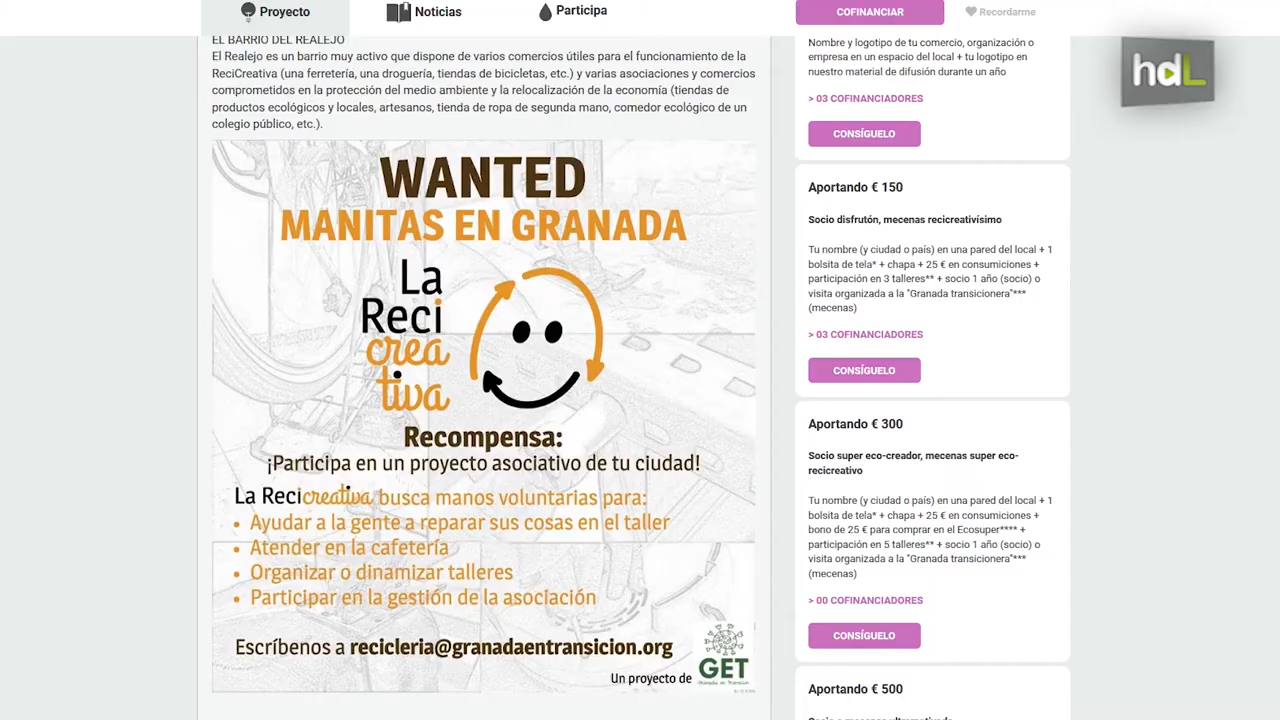 Proyecto
Noticias
Participa
COFINANCIAR
Recordarme
hdL
EL BARRIO DEL REALEJO
El Realejo es un barrio muy activo que dispone de varios comercios útiles para el funcionamiento de la
ReciCreativa (una ferretería, una droguería, tiendas de bicicletas, etc.) y varias asociaciones y comercios
comprometidos en la protección del medio ambiente y la relocalización de la economía (tiendas de
productos ecológicos y locales, artesanos, tienda de ropa de segunda mano, comedor ecológico de un
colegio público, etc.).
WANTED
MANITAS EN GRANADA
La
Reci
crea
tiva
Recompensa:
¡Participa en un proyecto asociativo de tu ciudad!
La Recicreativa busca manos voluntarias para:
• Ayudar a la gente a reparar sus cosas en el taller
• Atender en la cafetería
• Organizar o dinamizar talleres
• Participar en la gestión de la asociación
Escríbenos a recicleria@granadaentransicion.org
Un proyecto de
GET
Granada en Transición
Nombre y logotipo de tu comercio, organización o
empresa en un espacio del local + tu logotipo en
nuestro material de difusión durante un año
> 03 COFINANCIADORES
CONSÍGUELO
Aportando € 150
Socio disfrutón, mecenas recicreativísimo
Tu nombre (y ciudad o país) en una pared del local + 1
bolsita de tela* + chapa + 25 € en consumiciones +
participación en 3 talleres** + socio 1 año (socio) o
visita organizada a la "Granada transicionera"***
(mecenas)
> 03 COFINANCIADORES
CONSÍGUELO
Aportando € 300
Socio super eco-creador, mecenas super eco-
recicreativo
Tu nombre (y ciudad o país) en una pared del local + 1
bolsita de tela* + chapa + 25 € en consumiciones +
bono de 25 € para comprar en el Ecosuper**** +
participación en 5 talleres** + socio 1 año (socio) o
visita organizada a la "Granada transicionera"***
(mecenas)
> 00 COFINANCIADORES
CONSÍGUELO
Aportando € 500